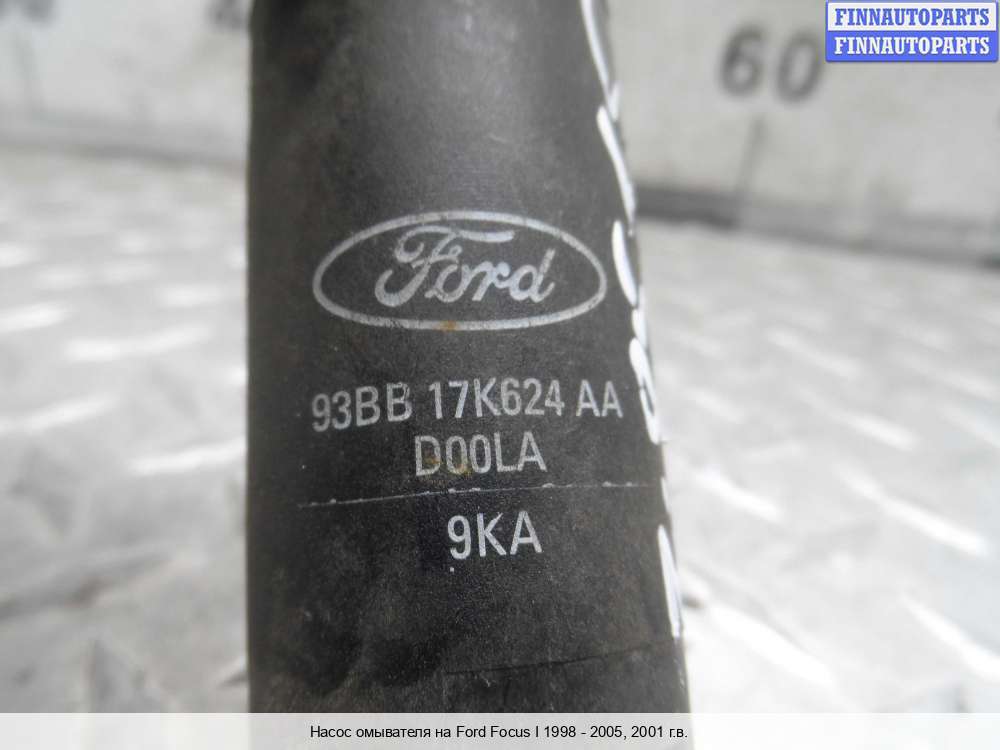 FINNAUTOPARTS
FINNAUTOPARTS
60
Ford
93BB 17K624 AA
D00LA
9KA
Насос омывателя на Ford Focus I 1998 - 2005, 2001 г.в.